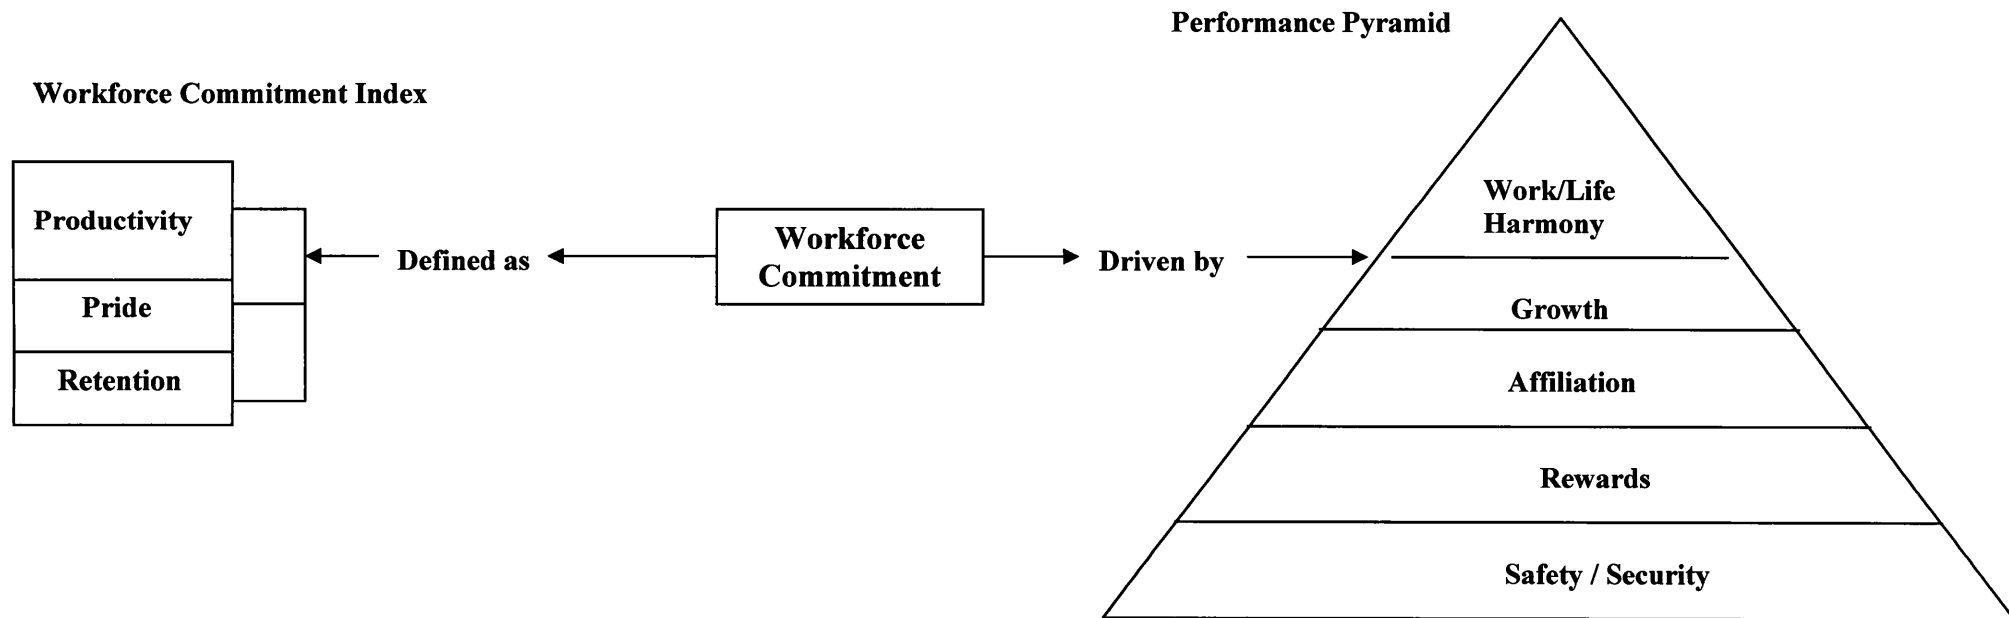 Performance Pyramid
Workforce Commitment Index
Productivity
Pride
Retention
Defined as
Workforce
Commitment
Driven by
Work/Life
Harmony
Growth
Affiliation
Rewards
Safety / Security